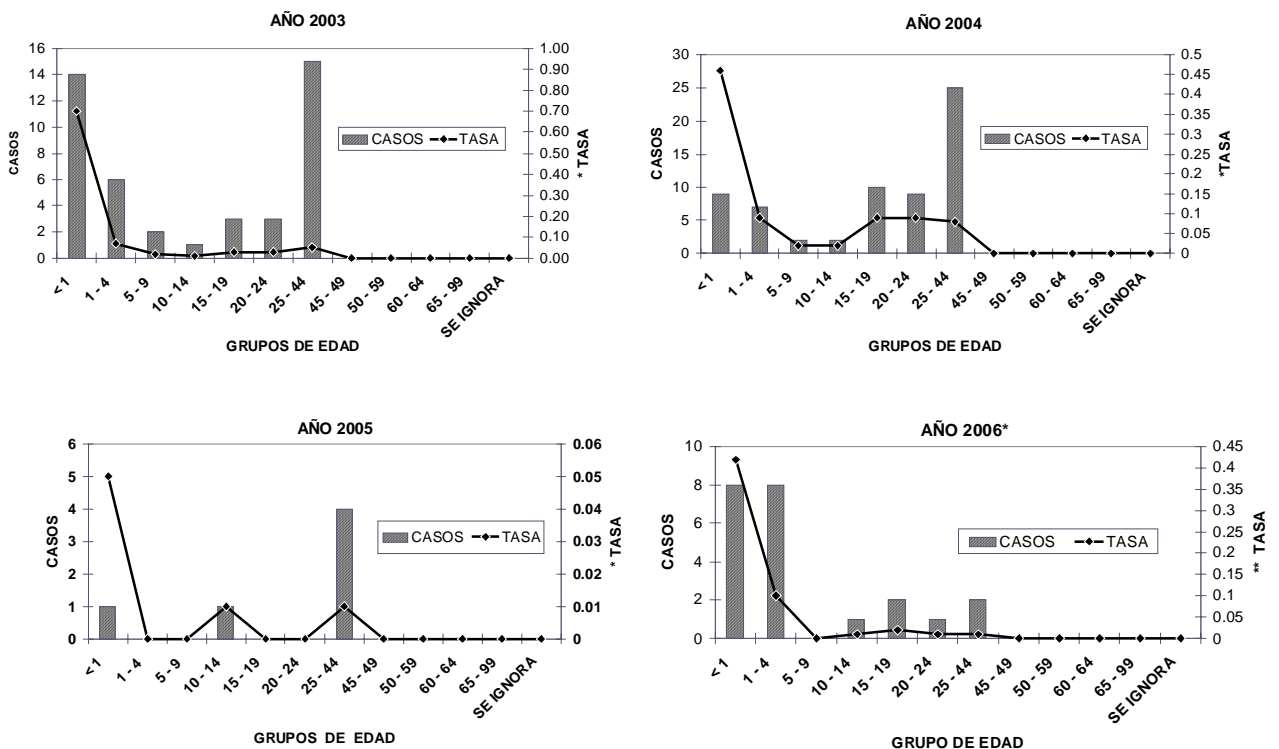 AÑO 2003
16
14
12
10
8
6
4
2
0
CASOS
1.00
0.90
0.80
0.70
0.60
0.50
0.40
0.30
0.20
0.10
0.00
* TASA
CASOS TASA
< 1
1 - 4
5 - 9
10 - 14
15 - 19
20 - 24
25 - 44
45 - 49
50 - 59
60 - 64
65 - 99
SE IGNORA
GRUPOS DE EDAD
AÑO 2004
30
25
20
15
10
5
0
CASOS
0.5
0.45
0.4
0.35
0.3
0.25
0.2
0.15
0.1
0.05
0
*TASA
CASOS TASA
< 1
1 - 4
5 - 9
10 - 14
15 - 19
20 - 24
25 - 44
45 - 49
50 - 59
60 - 64
65 - 99
SE IGNORA
GRUPOS DE EDAD
AÑO 2005
6
5
4
3
2
1
0
CASOS
0.06
0.05
0.04
0.03
0.02
0.01
0
* TASA
CASOS TASA
< 1
1 - 4
5 - 9
10 - 14
15 - 19
20 - 24
25 - 44
45 - 49
50 - 59
60 - 64
65 - 99
SE IGNORA
GRUPOS DE EDAD
AÑO 2006*
10
8
6
4
2
0
CASOS
0.45
0.4
0.35
0.3
0.25
0.2
0.15
0.1
0.05
0
** TASA
CASOS TASA
< 1
1 - 4
5 - 9
10 - 14
15 - 19
20 - 24
25 - 44
45 - 49
50 - 59
60 - 64
65 - 99
SE IGNORA
GRUPO DE EDAD